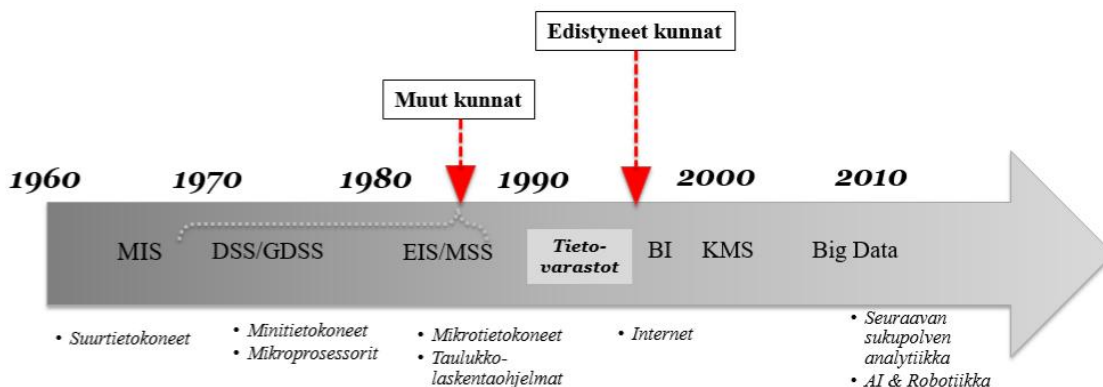 Edistyneet kunnat
Muut kunnat
1960 1970 1980 1990 2000 2010
MIS DSS/GDSS EIS/MSS Tieto-
varastot BI KMS Big Data
• Suurtietokoneet
• Minitietokoneet
• Mikroprosessorit
• Mikrotietokoneet
• Taulukko-
laskentaohjelmat
• Internet
• Seuraavan
sukupolven
analytiikka
• AI & Robotiikka